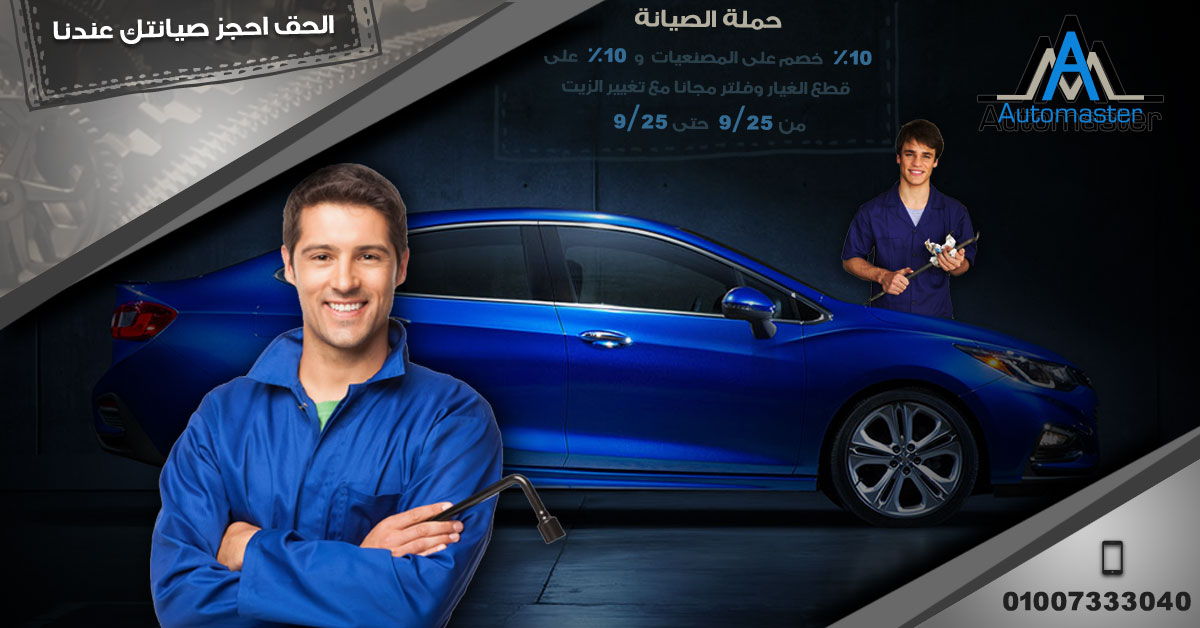 الحق احجز صيانتك عندنا
حملة الصيانة
10٪ خصم على المصنعيات و 10٪ على
قطع الغيار وفلتر مجانا مع تغيير الزيت
من 9/25 حتى 9/25
AM
Automaster
01007333040